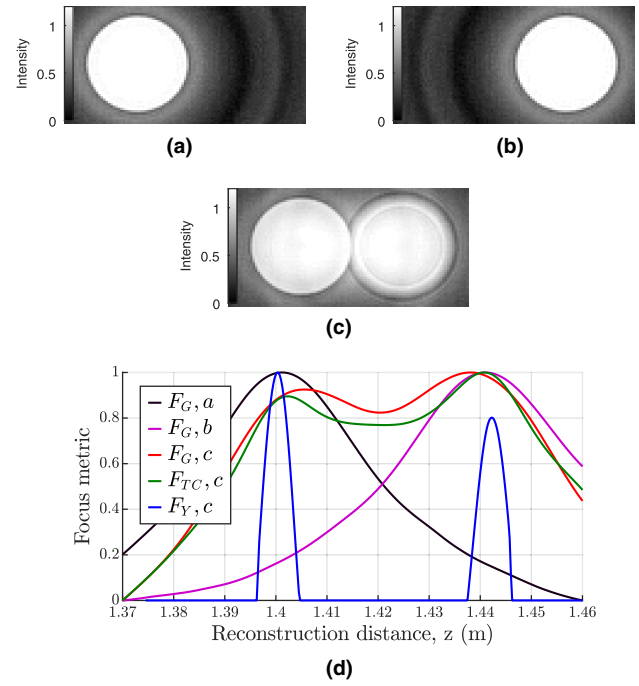 Intensity
1
0.5
0
(a)
Intensity
1
0.5
0
(b)
Intensity
1
0.5
0
(c)
Focus metric
1
0.8
0.6
0.4
0.2
0
F_G, a
F_G, b
F_G, c
F_{TC}, c
F_Y, c
1.37 1.38 1.39 1.4 1.41 1.42 1.43 1.44 1.45 1.46
Reconstruction distance, z (m)
(d)